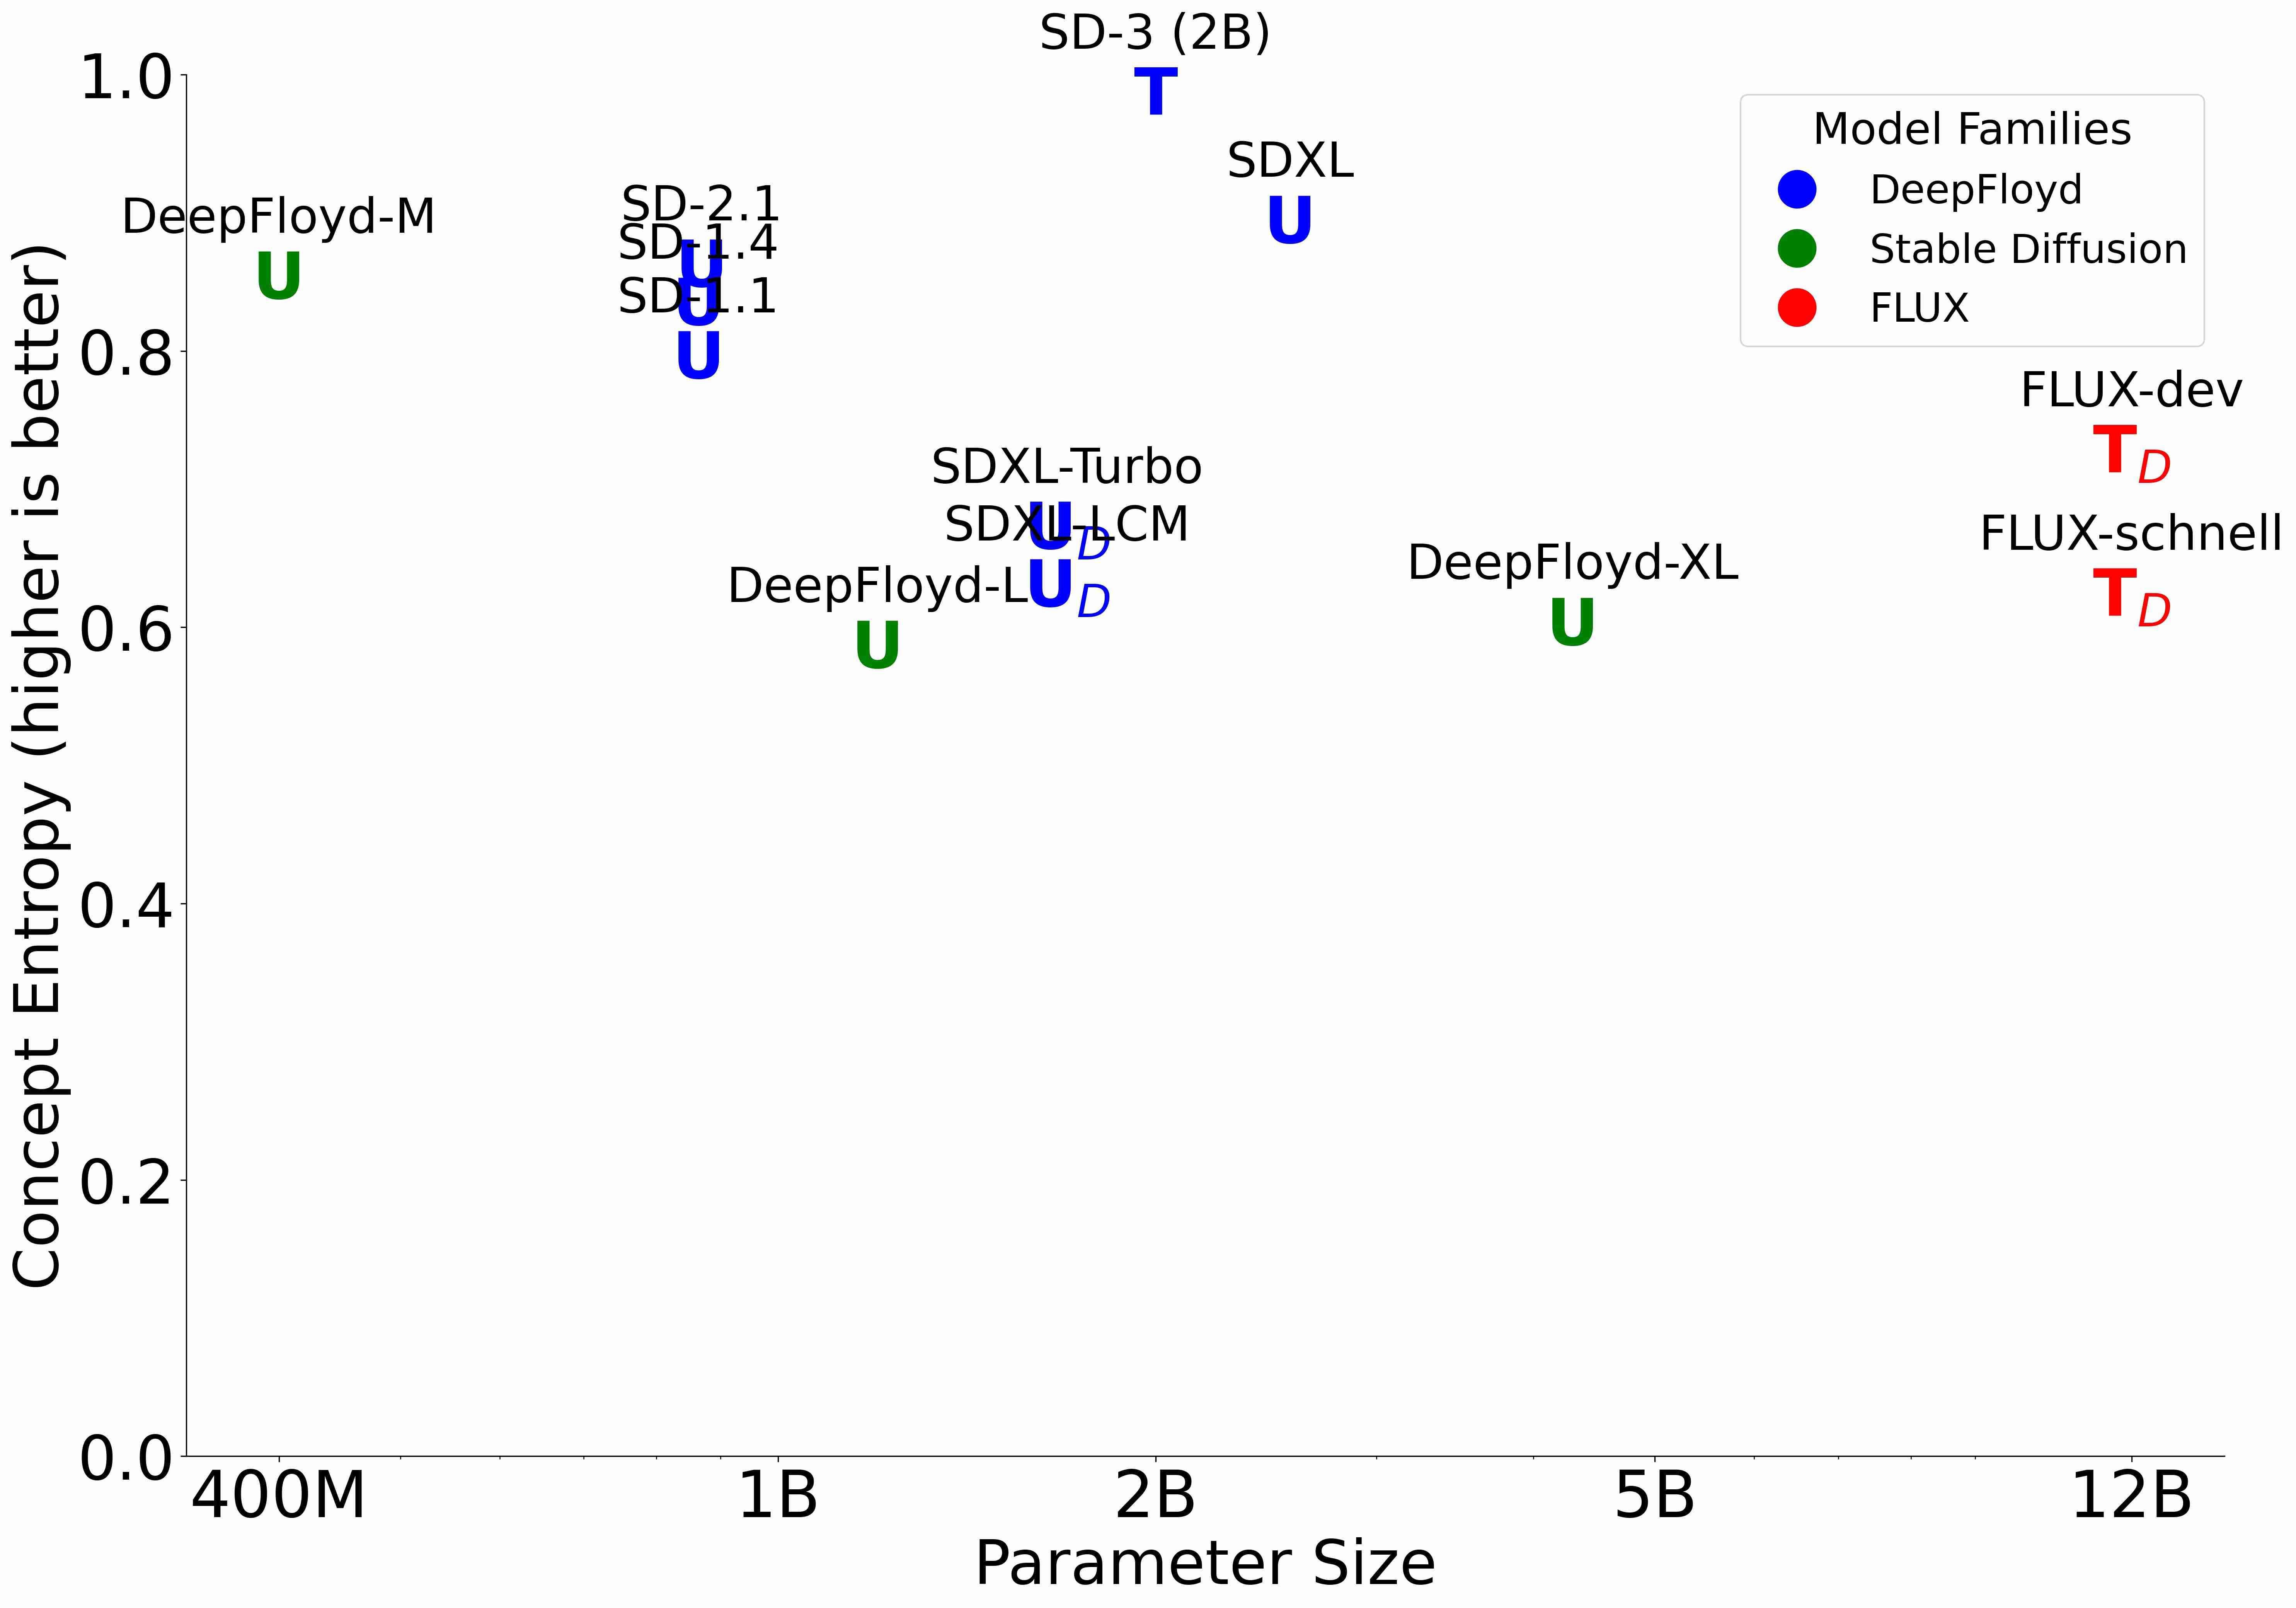 SD-3 (2B)
T
1.0
Model Families
DeepFloyd
Stable Diffusion
FLUX
SDXL
U
DeepFloyd-M
U
SD-2.1
U
SD-1.4
U
SD-1.1
U
0.8
FLUX-dev
T D
SDXL-Turbo
U D
SDXL-LCM
U D
FLUX-schnell
T D
DeepFloyd-XL
U
DeepFloyd-L
U
0.6
0.4
0.2
0.0
Concept Entropy (higher is better)
400M 1B 2B 5B 12B
Parameter Size